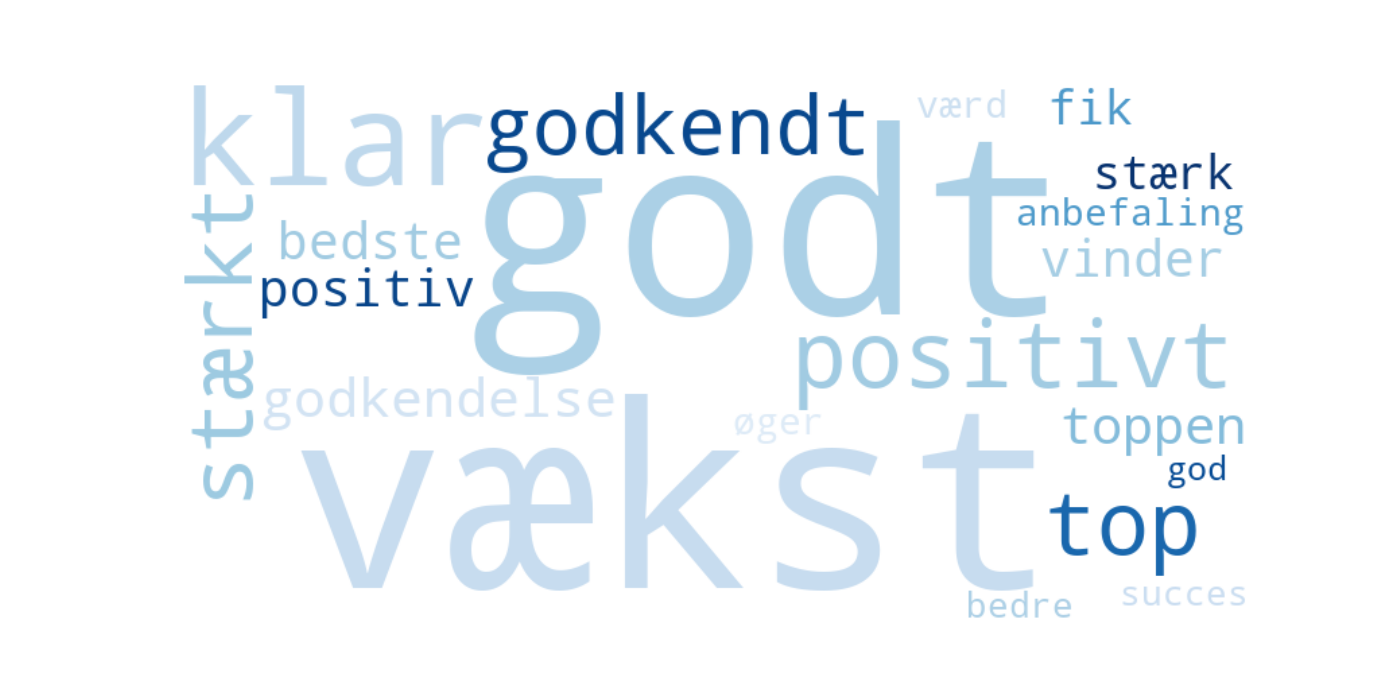 klar
godkendt
værd
fik
stærk
godt
anbefaling
bedste
vinder
positiv
stærkt
positivt
godkendelse
øger
toppen
god
vækst
top
succes
bedre